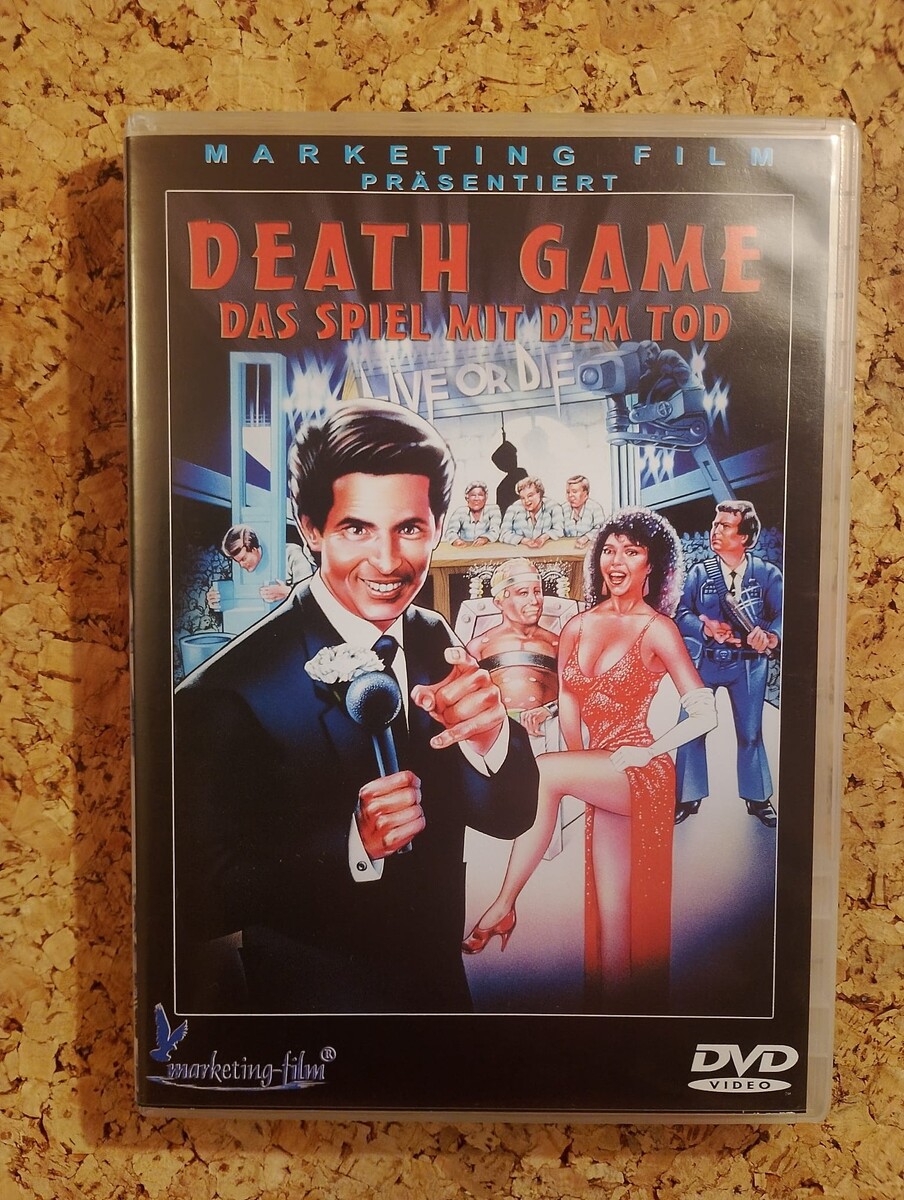 MARKETING FILM
PRÄSENTIERT
DEATH GAME
DAS SPIEL MIT DEM TOD
LIVE OR DIE
marketing-film®
DVD
VIDEO